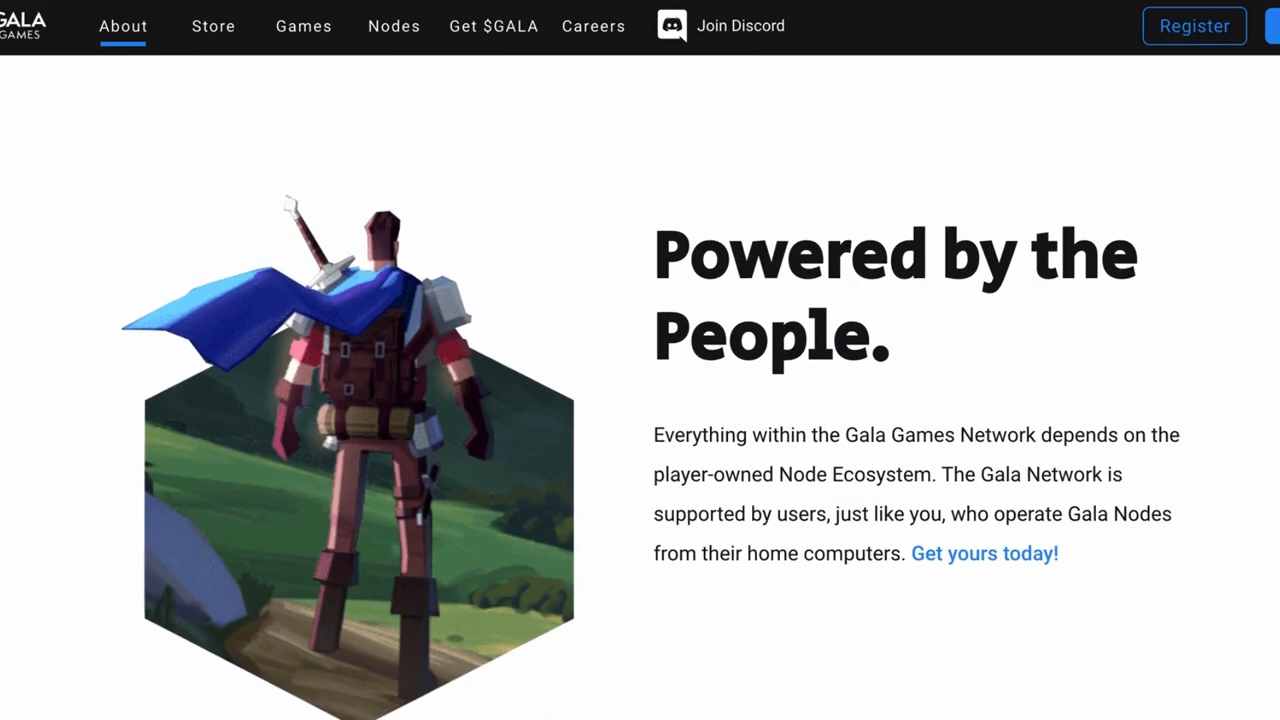 GALA
GAMES
About
Store
Games
Nodes
Get $GALA
Careers
Join Discord
Register
Powered by the
People.
Everything within the Gala Games Network depends on the
player-owned Node Ecosystem. The Gala Network is
supported by users, just like you, who operate Gala Nodes
from their home computers. Get yours today!